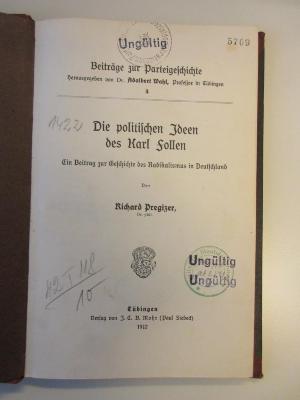 Ungültig
5709
Beiträge zur Parteigeschichte
herausgegeben von Dr. Adalbert Wahl, Professor in Tübingen
4
1422
Die politischen Ideen
des Karl Follen
Ein Beitrag zur Geschichte des Radikalismus in Deutschland
Von
Richard Pregizer,
Dr. phil.
Ungültig
Ungültig
Tübingen
Verlag von J. C. B. Mohr (Paul Siebeck)
1912